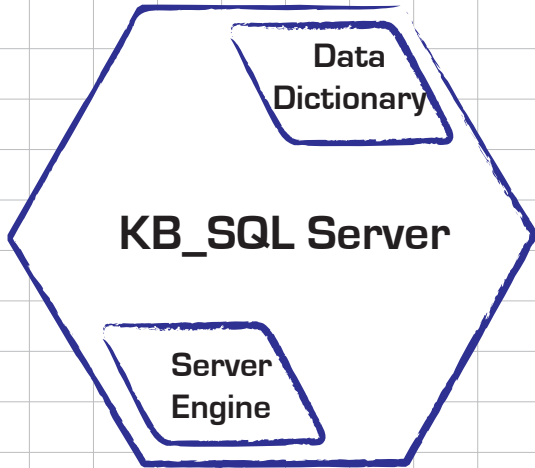 Data
Dictionary
KB_SQL Server
Server
Engine